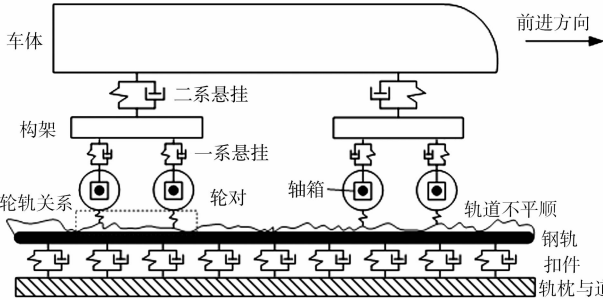 车体
前进方向
二系悬挂
构架
一系悬挂
轮轨关系
轮对
轴箱
轨道不平顺
钢轨
扣件
轨枕与道